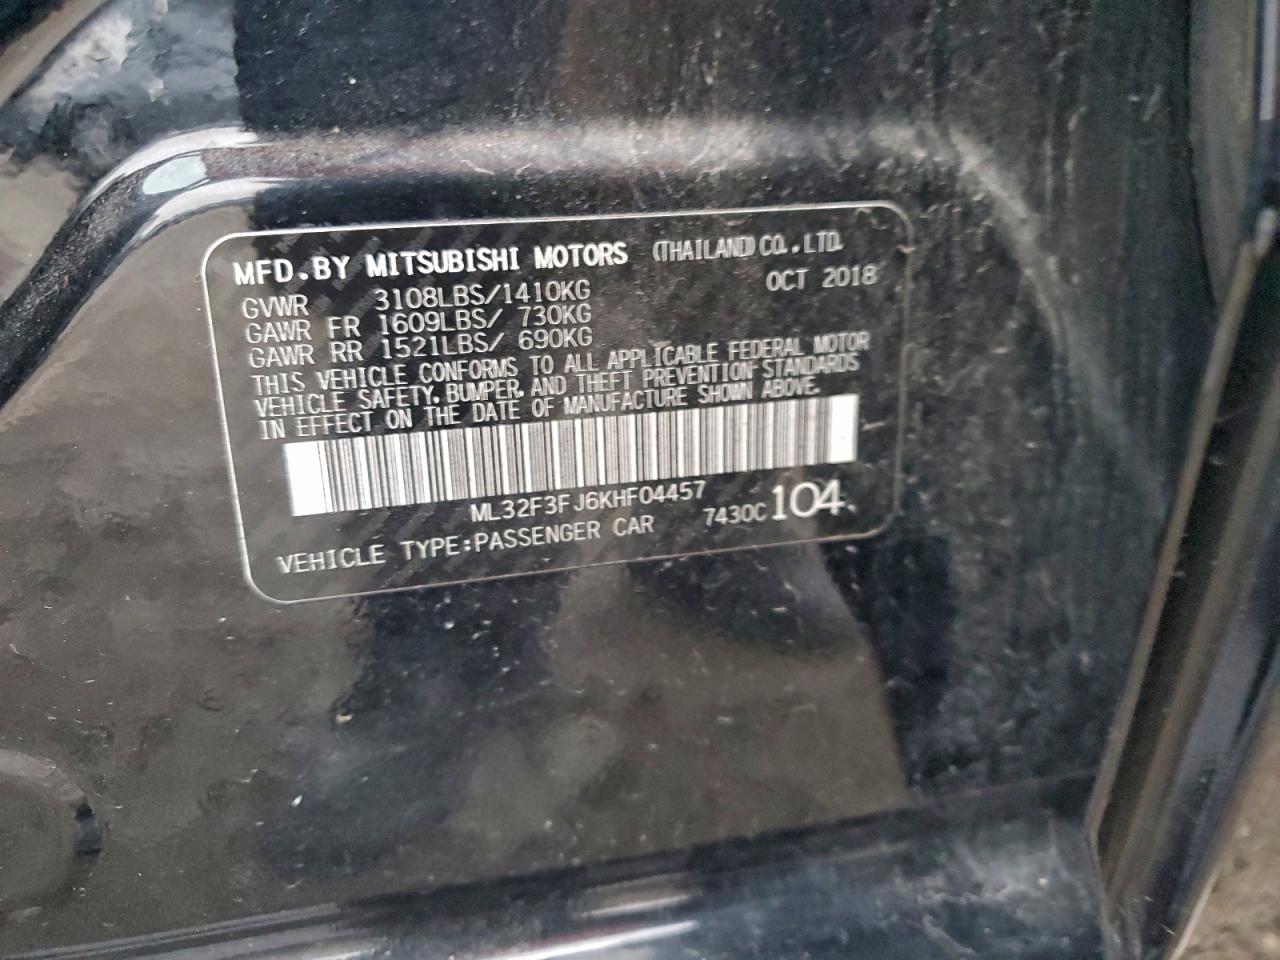 MFD.BY MITSUBISHI MOTORS (THAILAND) CO.,LTD.
GVWR 3108LBS/1410KG OCT 2018
GAWR FR 1609LBS/ 730KG
GAWR RR 1521LBS/ 690KG
THIS VEHICLE CONFORMS TO ALL APPLICABLE FEDERAL MOTOR
VEHICLE SAFETY, BUMPER, AND THEFT PREVENTION STANDARDS
IN EFFECT ON THE DATE OF MANUFACTURE SHOWN ABOVE.
ML32F3FJ6KHF04457
VEHICLE TYPE:PASSENGER CAR 7430C 104